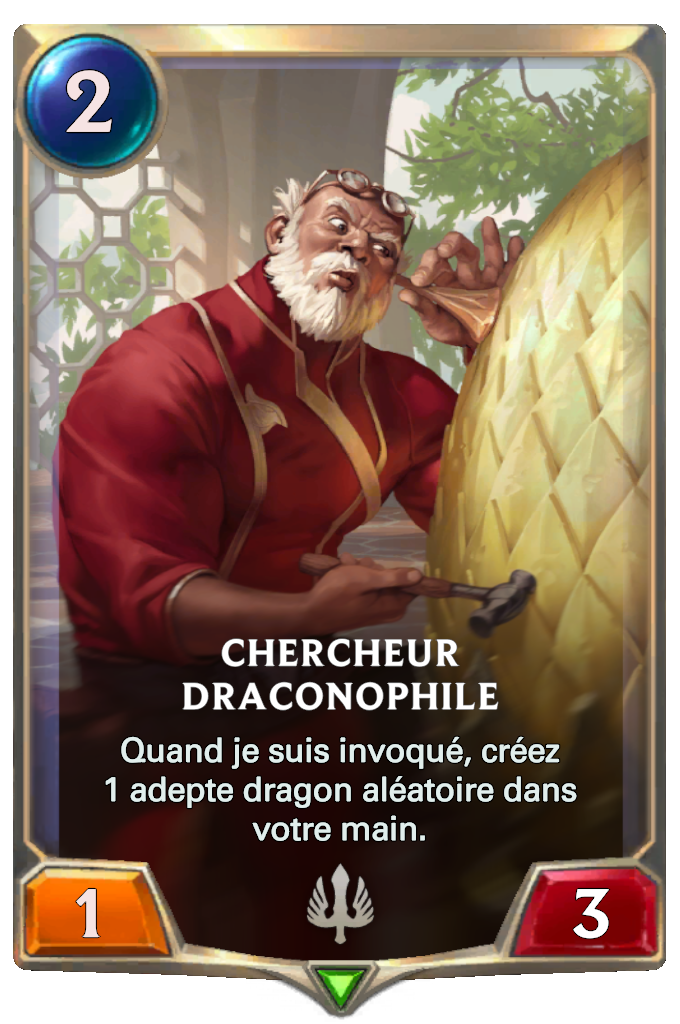 2
CHERCHEUR
DRACONOPHILE
Quand je suis invoqué, créez
1 adepte dragon aléatoire dans
votre main.
1
3